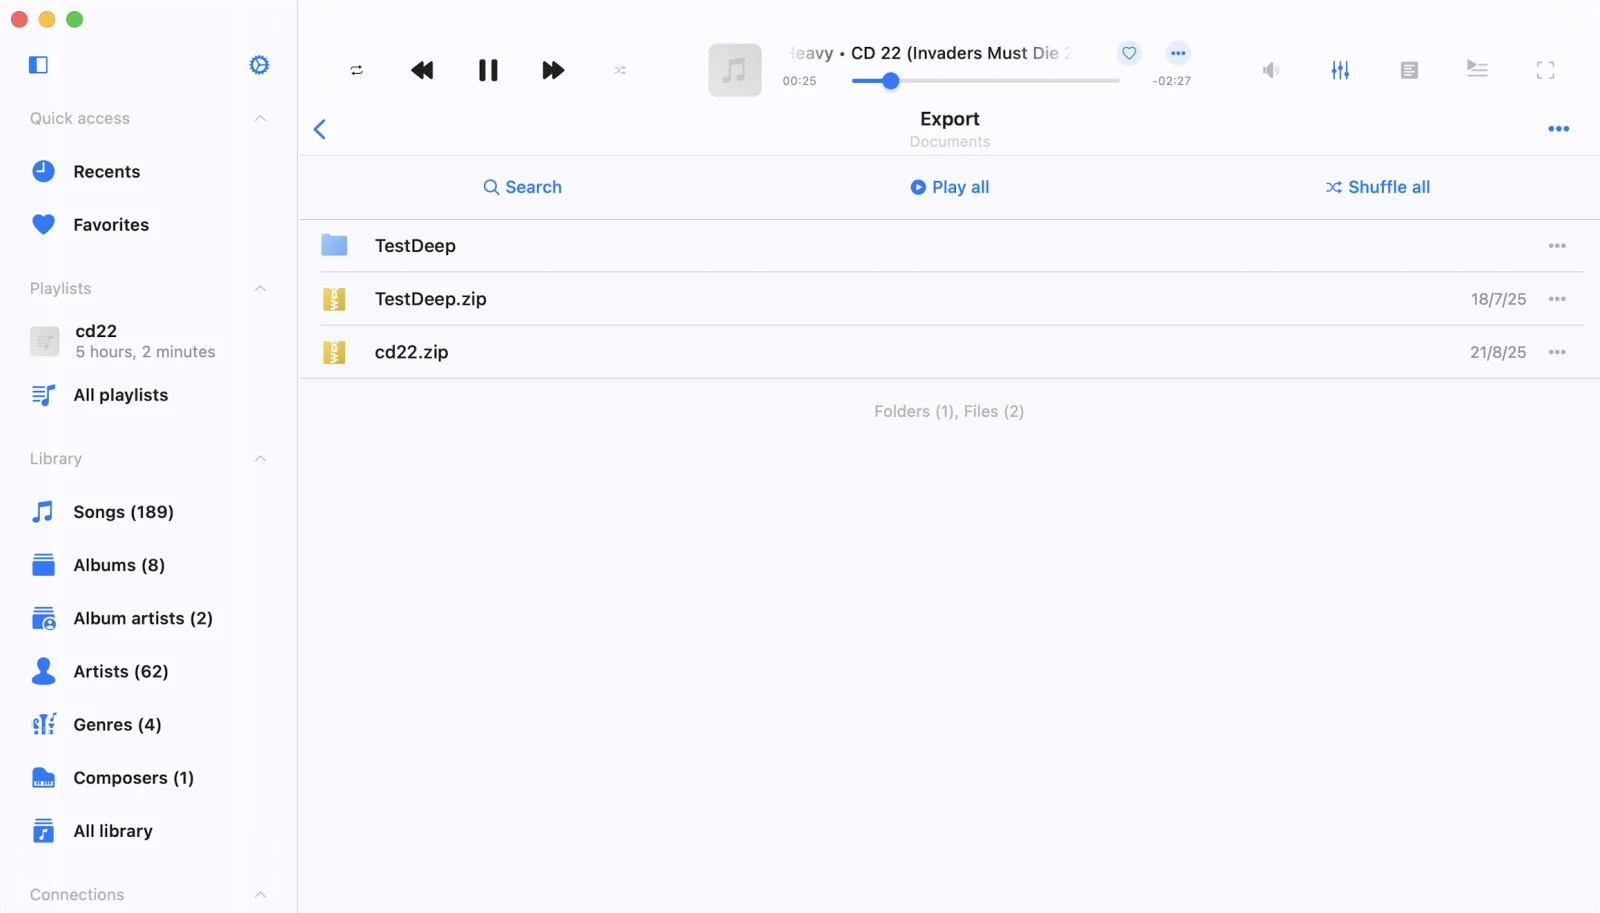 Quick access
Recents
Favorites
Playlists
cd22
5 hours, 2 minutes
All playlists
Library
Songs (189)
Albums (8)
Album artists (2)
Artists (62)
Genres (4)
Composers (1)
All library
Connections
eavy • CD 22 (Invaders Must Die 2
00:25
-02:27
Export
Documents
Search
Play all
Shuffle all
TestDeep
TestDeep.zip
18/7/25
cd22.zip
21/8/25
Folders (1), Files (2)